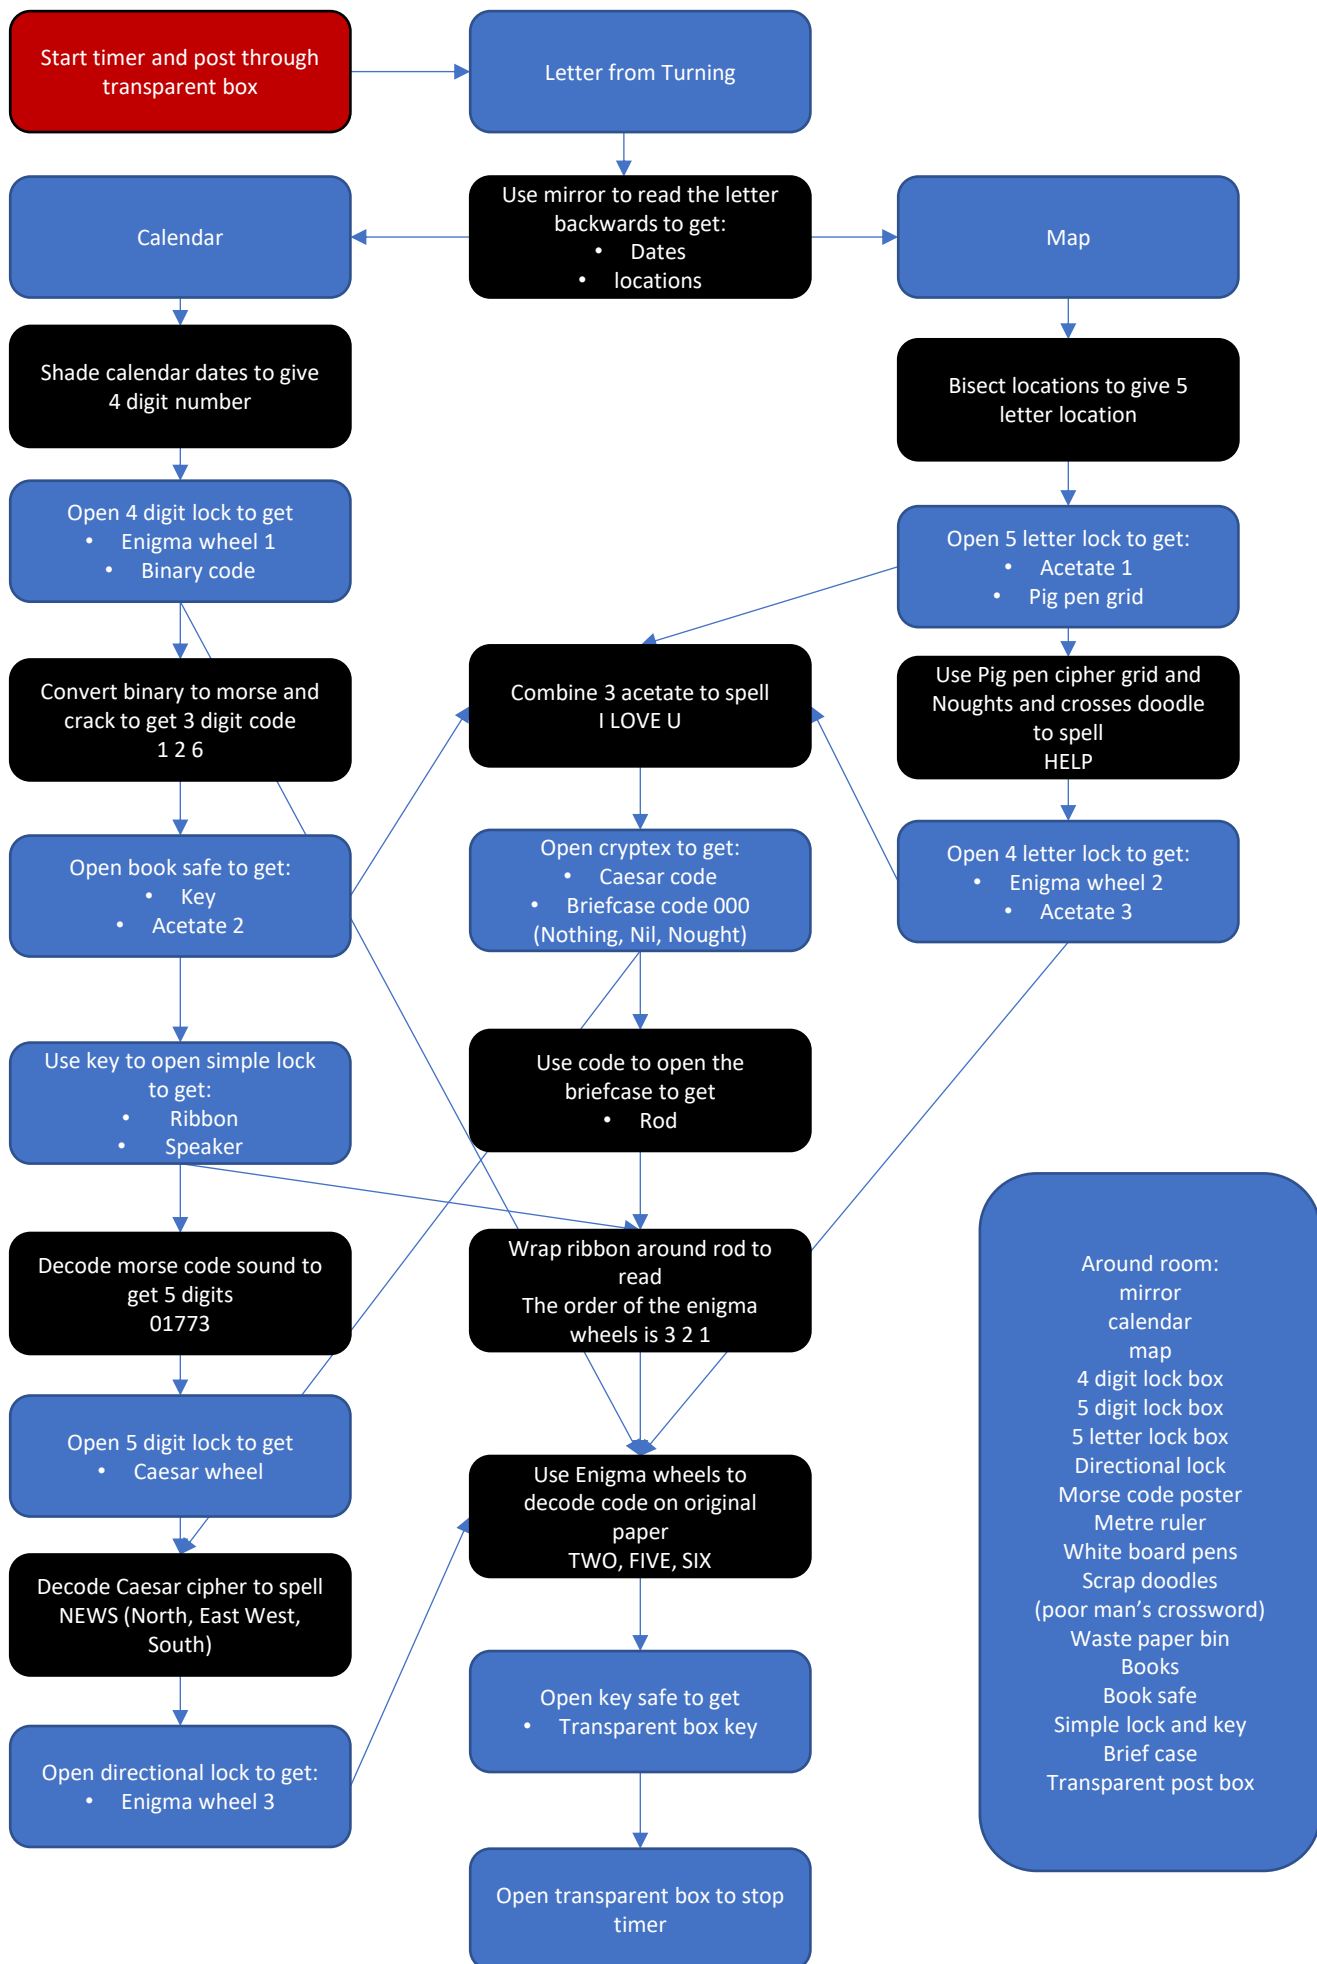 Start timer and post through
transparent box
Letter from Turning
Calendar
Use mirror to read the letter
backwards to get:
• Dates
• locations
Map
Shade calendar dates to give
4 digit number
Bisect locations to give 5
letter location
Open 4 digit lock to get
• Enigma wheel 1
• Binary code
Open 5 letter lock to get:
• Acetate 1
• Pig pen grid
Convert binary to morse and
crack to get 3 digit code
1 2 6
Combine 3 acetate to spell
I LOVE U
Use Pig pen cipher grid and
Noughts and crosses doodle
to spell
HELP
Open book safe to get:
• Key
• Acetate 2
Open cryptex to get:
• Caesar code
• Briefcase code 000
(Nothing, Nil, Nought)
Open 4 letter lock to get:
• Enigma wheel 2
• Acetate 3
Use key to open simple lock
to get:
• Ribbon
• Speaker
Use code to open the
briefcase to get
• Rod
Decode morse code sound to
get 5 digits
01773
Wrap ribbon around rod to
read
The order of the enigma
wheels is 3 2 1
Open 5 digit lock to get
• Caesar wheel
Use Enigma wheels to
decode code on original
paper
TWO, FIVE, SIX
Decode Caesar cipher to spell
NEWS (North, East West,
South)
Open key safe to get
• Transparent box key
Open directional lock to get:
• Enigma wheel 3
Open transparent box to stop
timer
Around room:
mirror
calendar
map
4 digit lock box
5 digit lock box
5 letter lock box
Directional lock
Morse code poster
Metre ruler
White board pens
Scrap doodles
(poor man's crossword)
Waste paper bin
Books
Book safe
Simple lock and key
Brief case
Transparent post box